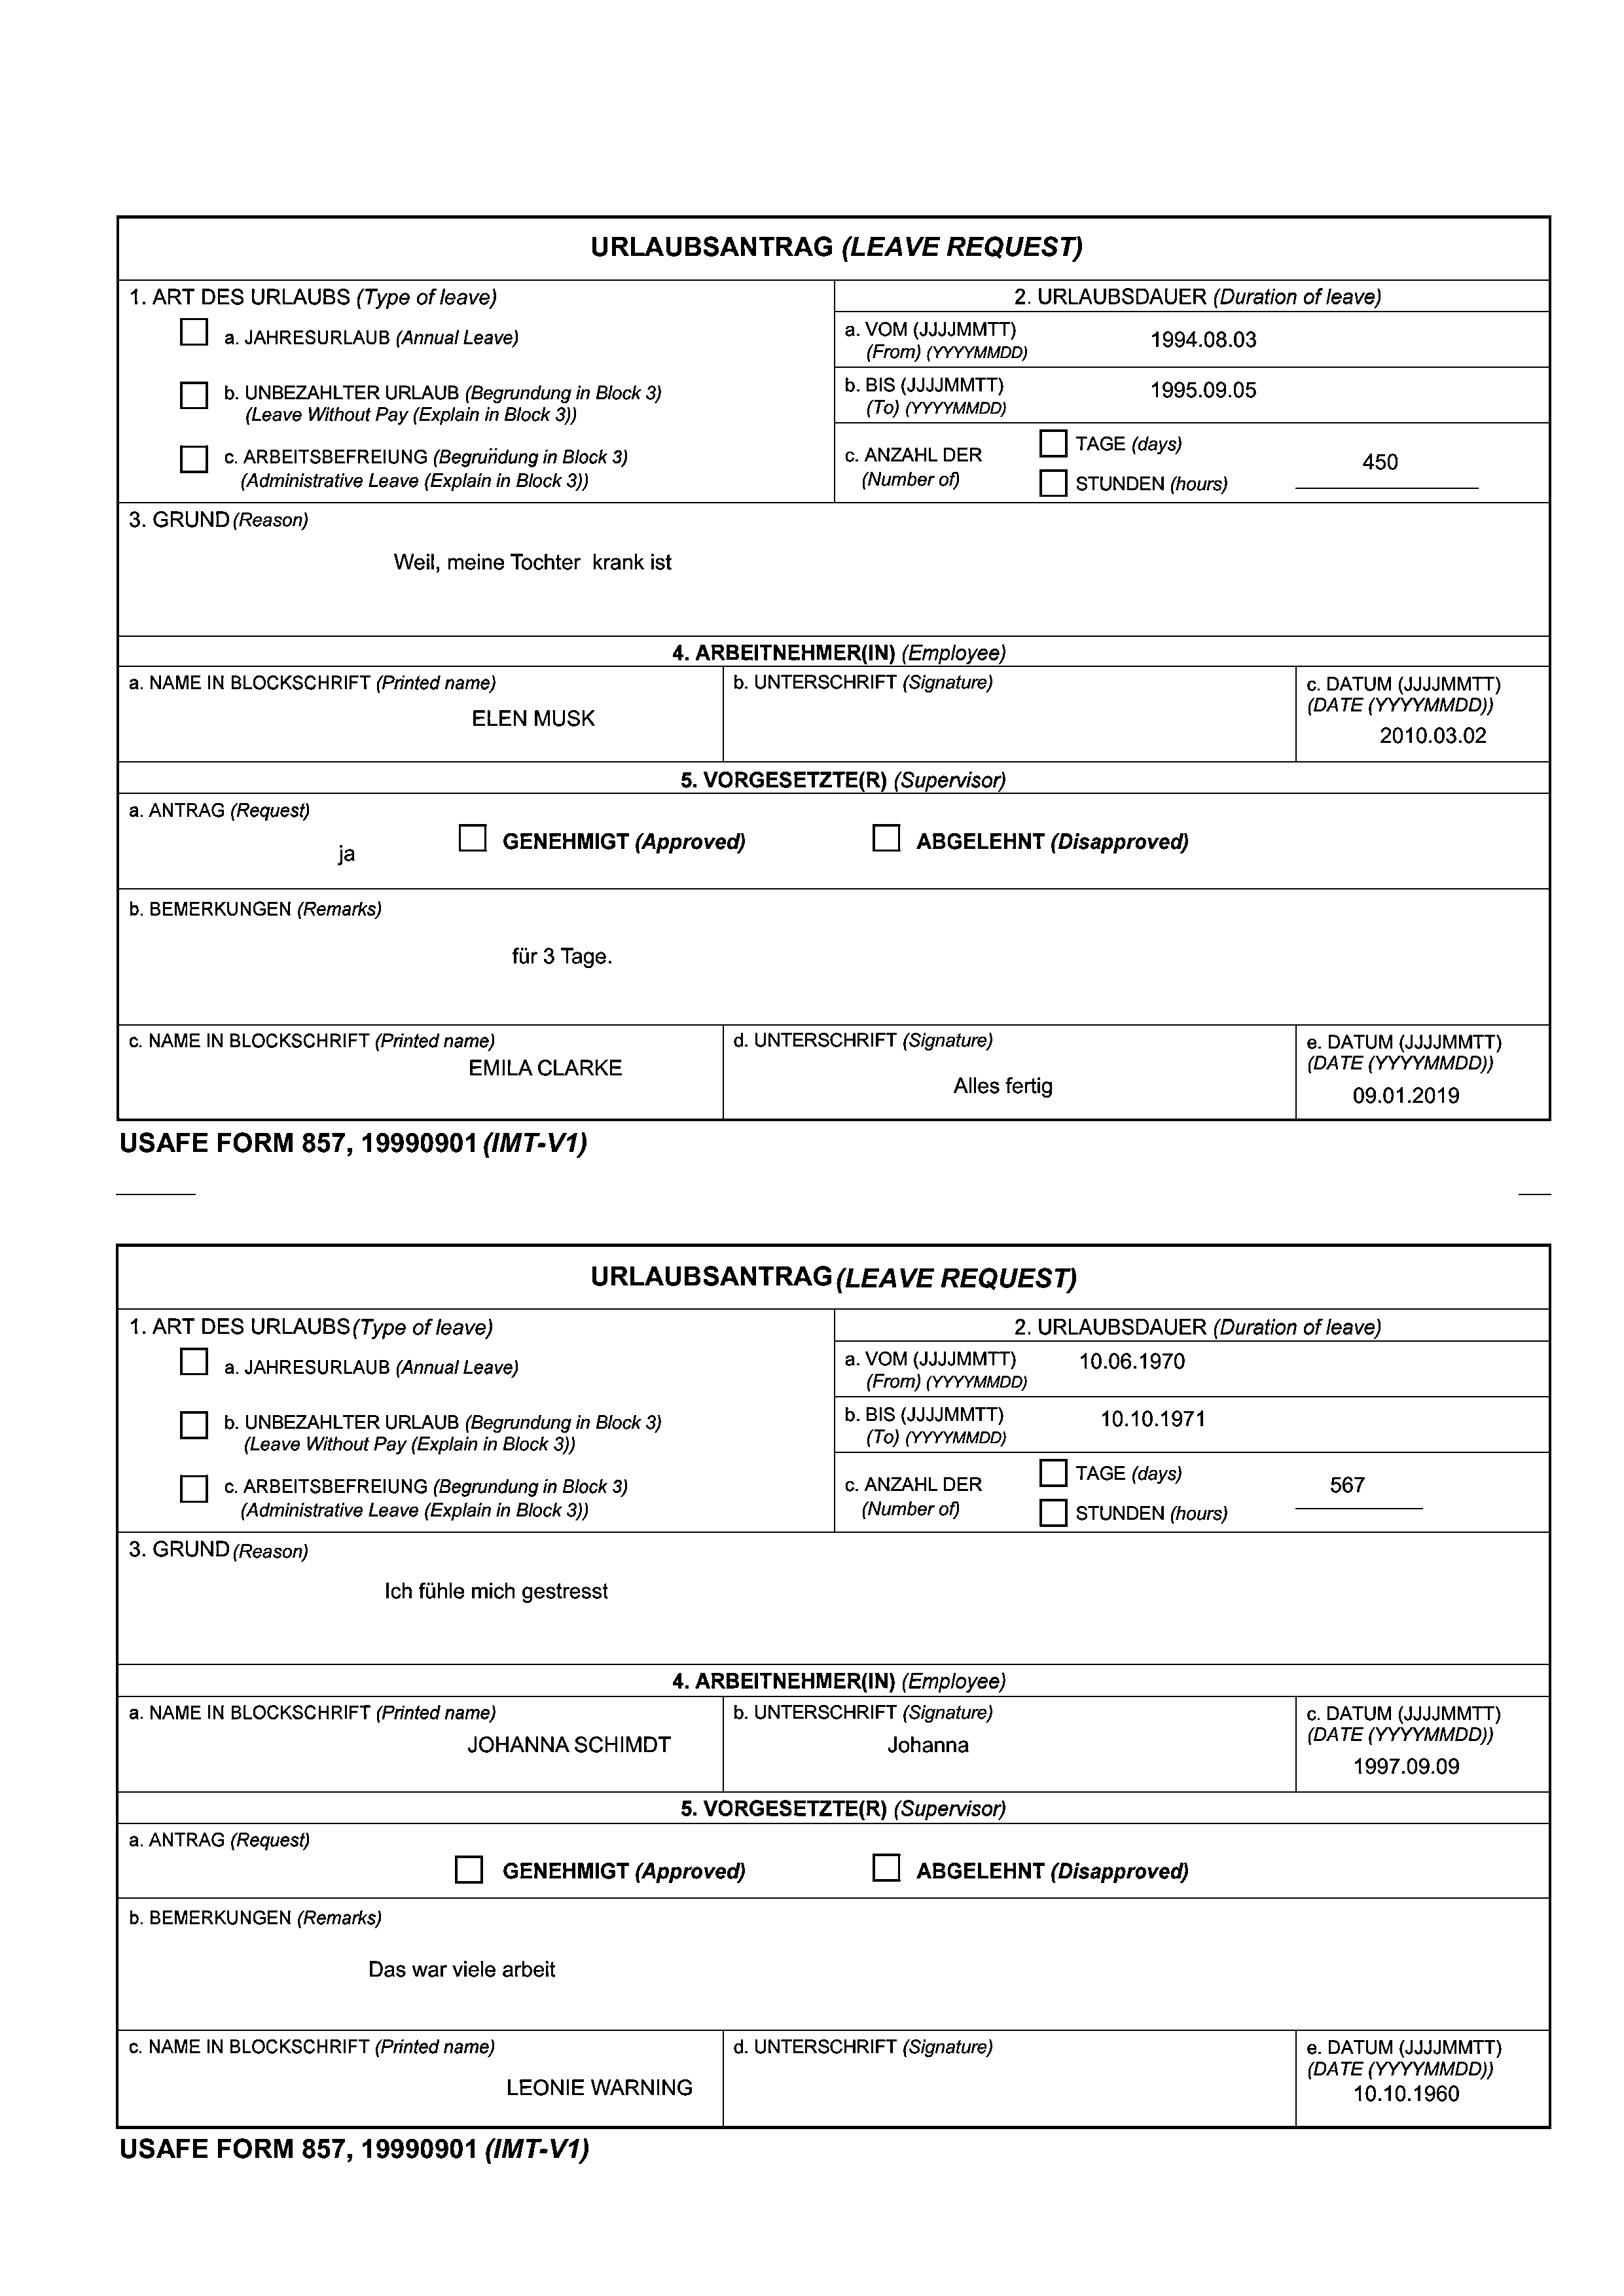 URLAUBSANTRAG (LEAVE REQUEST)
1. ART DES URLAUBS (Type of leave)
a. JAHRESURLAUB (Annual Leave)
b. UNBEZAHLTER URLAUB (Begrundung in Block 3)
(Leave Without Pay (Explain in Block 3))
c. ARBEITSBEFREIUNG (Begrundung in Block 3)
(Administrative Leave (Explain in Block 3))
2. URLAUBSDAUER (Duration of leave)
a. VOM (JJJJMMTT) 1994.08.03
(From) (YYYYMMDD)
b. BIS (JJJJMMTT) 1995.09.05
(To) (YYYYMMDD)
c. ANZAHL DER
(Number of)
TAGE (days)
450
STUNDEN (hours)
3. GRUND (Reason)
Weil, meine Tochter krank ist
4. ARBEITNEHMER(IN) (Employee)
a. NAME IN BLOCKSCHRIFT (Printed name)
ELEN MUSK
b. UNTERSCHRIFT (Signature)
c. DATUM (JJJJMMTT)
(DATE (YYYYMMDD))
2010.03.02
5. VORGESETZTE(R) (Supervisor)
a. ANTRAG (Request)
ja
GENEHMIGT (Approved)
ABGELEHNT (Disapproved)
b. BEMERKUNGEN (Remarks)
für 3 Tage.
c. NAME IN BLOCKSCHRIFT (Printed name)
EMILA CLARKE
d. UNTERSCHRIFT (Signature)
Alles fertig
e. DATUM (JJJJMMTT)
(DATE (YYYYMMDD))
09.01.2019
USAFE FORM 857, 19990901 (IMT-V1)
URLAUBSANTRAG (LEAVE REQUEST)
1. ART DES URLAUBS (Type of leave)
a. JAHRESURLAUB (Annual Leave)
b. UNBEZAHLTER URLAUB (Begrundung in Block 3)
(Leave Without Pay (Explain in Block 3))
c. ARBEITSBEFREIUNG (Begrundung in Block 3)
(Administrative Leave (Explain in Block 3))
2. URLAUBSDAUER (Duration of leave)
a. VOM (JJJJMMTT) 10.06.1970
(From) (YYYYMMDD)
b. BIS (JJJJMMTT) 10.10.1971
(To) (YYYYMMDD)
c. ANZAHL DER
(Number of)
TAGE (days)
567
STUNDEN (hours)
3. GRUND (Reason)
Ich fühle mich gestresst
4. ARBEITNEHMER(IN) (Employee)
a. NAME IN BLOCKSCHRIFT (Printed name)
JOHANNA SCHIMDT
b. UNTERSCHRIFT (Signature)
Johanna
c. DATUM (JJJJMMTT)
(DATE (YYYYMMDD))
1997.09.09
5. VORGESETZTE(R) (Supervisor)
a. ANTRAG (Request)
GENEHMIGT (Approved)
ABGELEHNT (Disapproved)
b. BEMERKUNGEN (Remarks)
Das war viele arbeit
c. NAME IN BLOCKSCHRIFT (Printed name)
LEONIE WARNING
d. UNTERSCHRIFT (Signature)
e. DATUM (JJJJMMTT)
(DATE (YYYYMMDD))
10.10.1960
USAFE FORM 857, 19990901 (IMT-V1)